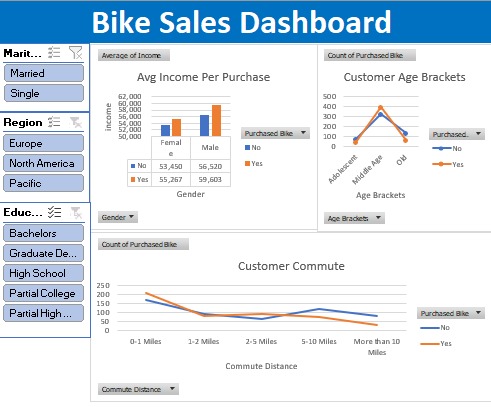 Bike Sales Dashboard
Marit...
Married
Single
Region
Europe
North America
Pacific
Educ...
Bachelors
Graduate De...
High School
Partial College
Partial High ...
Average of Income
Avg Income Per Purchase
income
62,000
60,000
58,000
56,000
54,000
52,000
50,000
Femal
e
Male
No 53,450 56,520
Yes 55,267 59,603
Gender
Purchased Bike
No
Yes
Gender
Count of Purchased Bike
Customer Age Brackets
500
400
300
200
100
0
Adolescent
Middle Age
Old
Age Brackets
Purchased..
No
Yes
Age Brackets
Count of Purchased Bike
Customer Commute
250
200
150
100
50
0
0-1 Miles 1-2 Miles 2-5 Miles 5-10 Miles More than 10
Miles
Commute Distance
Purchased Bike
No
Yes
Commute Distance